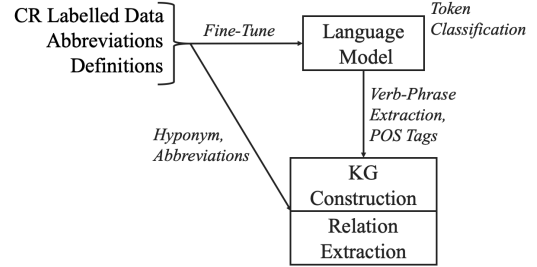 CR Labelled Data
Abbreviations
Definitions
Fine-Tune
Language
Model
Token
Classification
Verb-Phrase
Extraction,
POS Tags
Hyponym,
Abbreviations
KG
Construction
Relation
Extraction